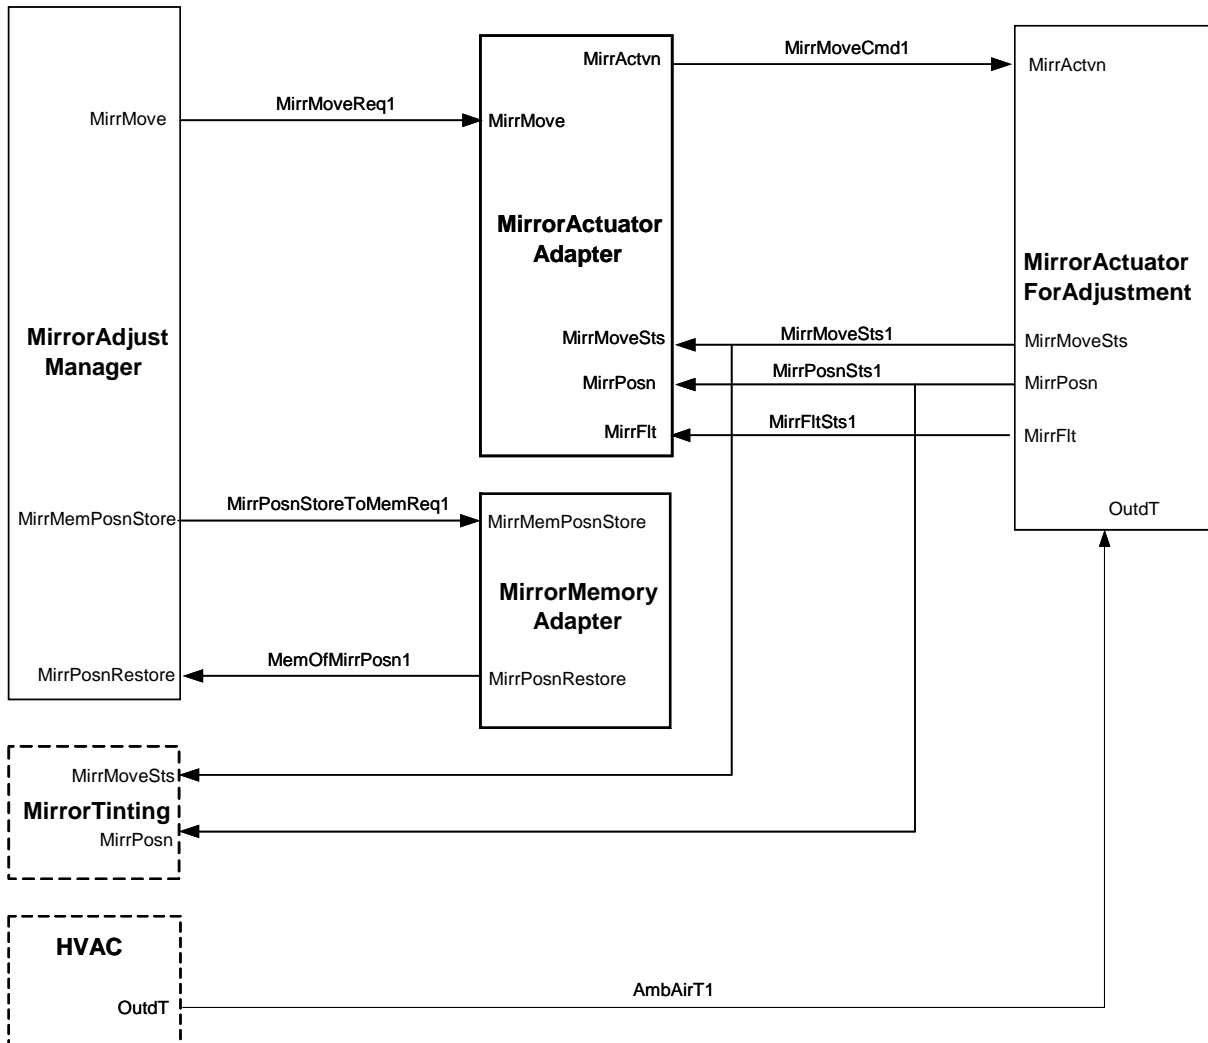 MirrActvn
MirrMoveCmd1
MirrActvn
MirrMove
MirrMoveReq1
MirrMove
MirrorActuator
Adapter
MirrorActuator
ForAdjustment
MirrorAdjust
Manager
MirrMoveSts
MirrMoveSts1
MirrMoveSts
MirrPosn
MirrPosnSts1
MirrPosn
MirrFlt
MirrFltSts1
MirrFlt
MirrMemPosnStore
MirrPosnStoreToMemReq1
MirrMemPosnStore
OutdT
MirrorMemory
Adapter
MirrPosnRestore
MemOfMirrPosn1
MirrPosnRestore
MirrMoveSts
MirrorTinting
MirrPosn
HVAC
OutdT
AmbAirT1